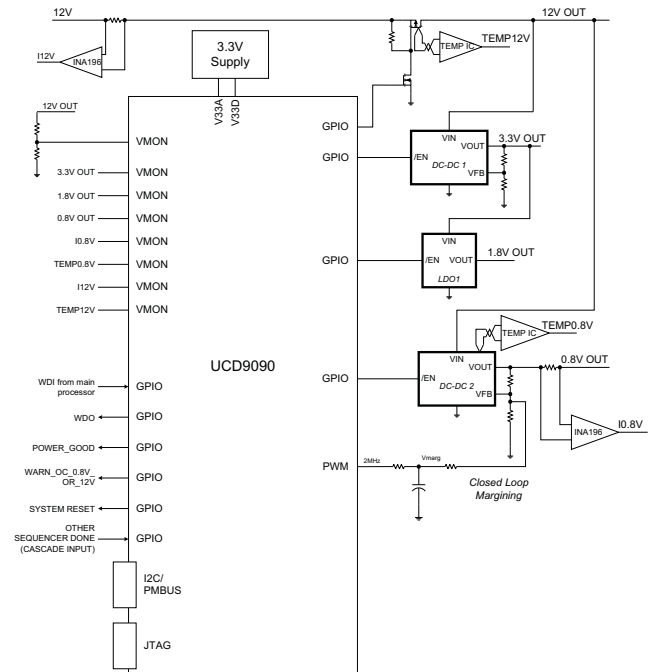 12V
12V OUT
TEMP12V
TEMP IC
I12V
INA196
3.3V
Supply
V33A
V33D
12V OUT
GPIO
VMON
GPIO
VIN
VOUT
3.3V OUT
/EN
DC-DC 1
VFB
3.3V OUT
VMON
1.8V OUT
VMON
0.8V OUT
VMON
I0.8V
VMON
TEMP0.8V
VMON
I12V
VMON
TEMP12V
VMON
GPIO
VIN
/EN
VOUT
1.8V OUT
LDO1
TEMP0.8V
TEMP IC
UCD9090
VIN
VOUT
0.8V OUT
GPIO
/EN
DC-DC 2
VFB
INA196
I0.8V
WDI from main
processor
GPIO
WDO
GPIO
POWER_GOOD
GPIO
WARN_OC_0.8V_
OR_12V
GPIO
SYSTEM RESET
GPIO
OTHER
SEQUENCER DONE
(CASCADE INPUT)
GPIO
PWM
2MHz
Vmarg
Closed Loop
Margining
I2C/
PMBUS
JTAG